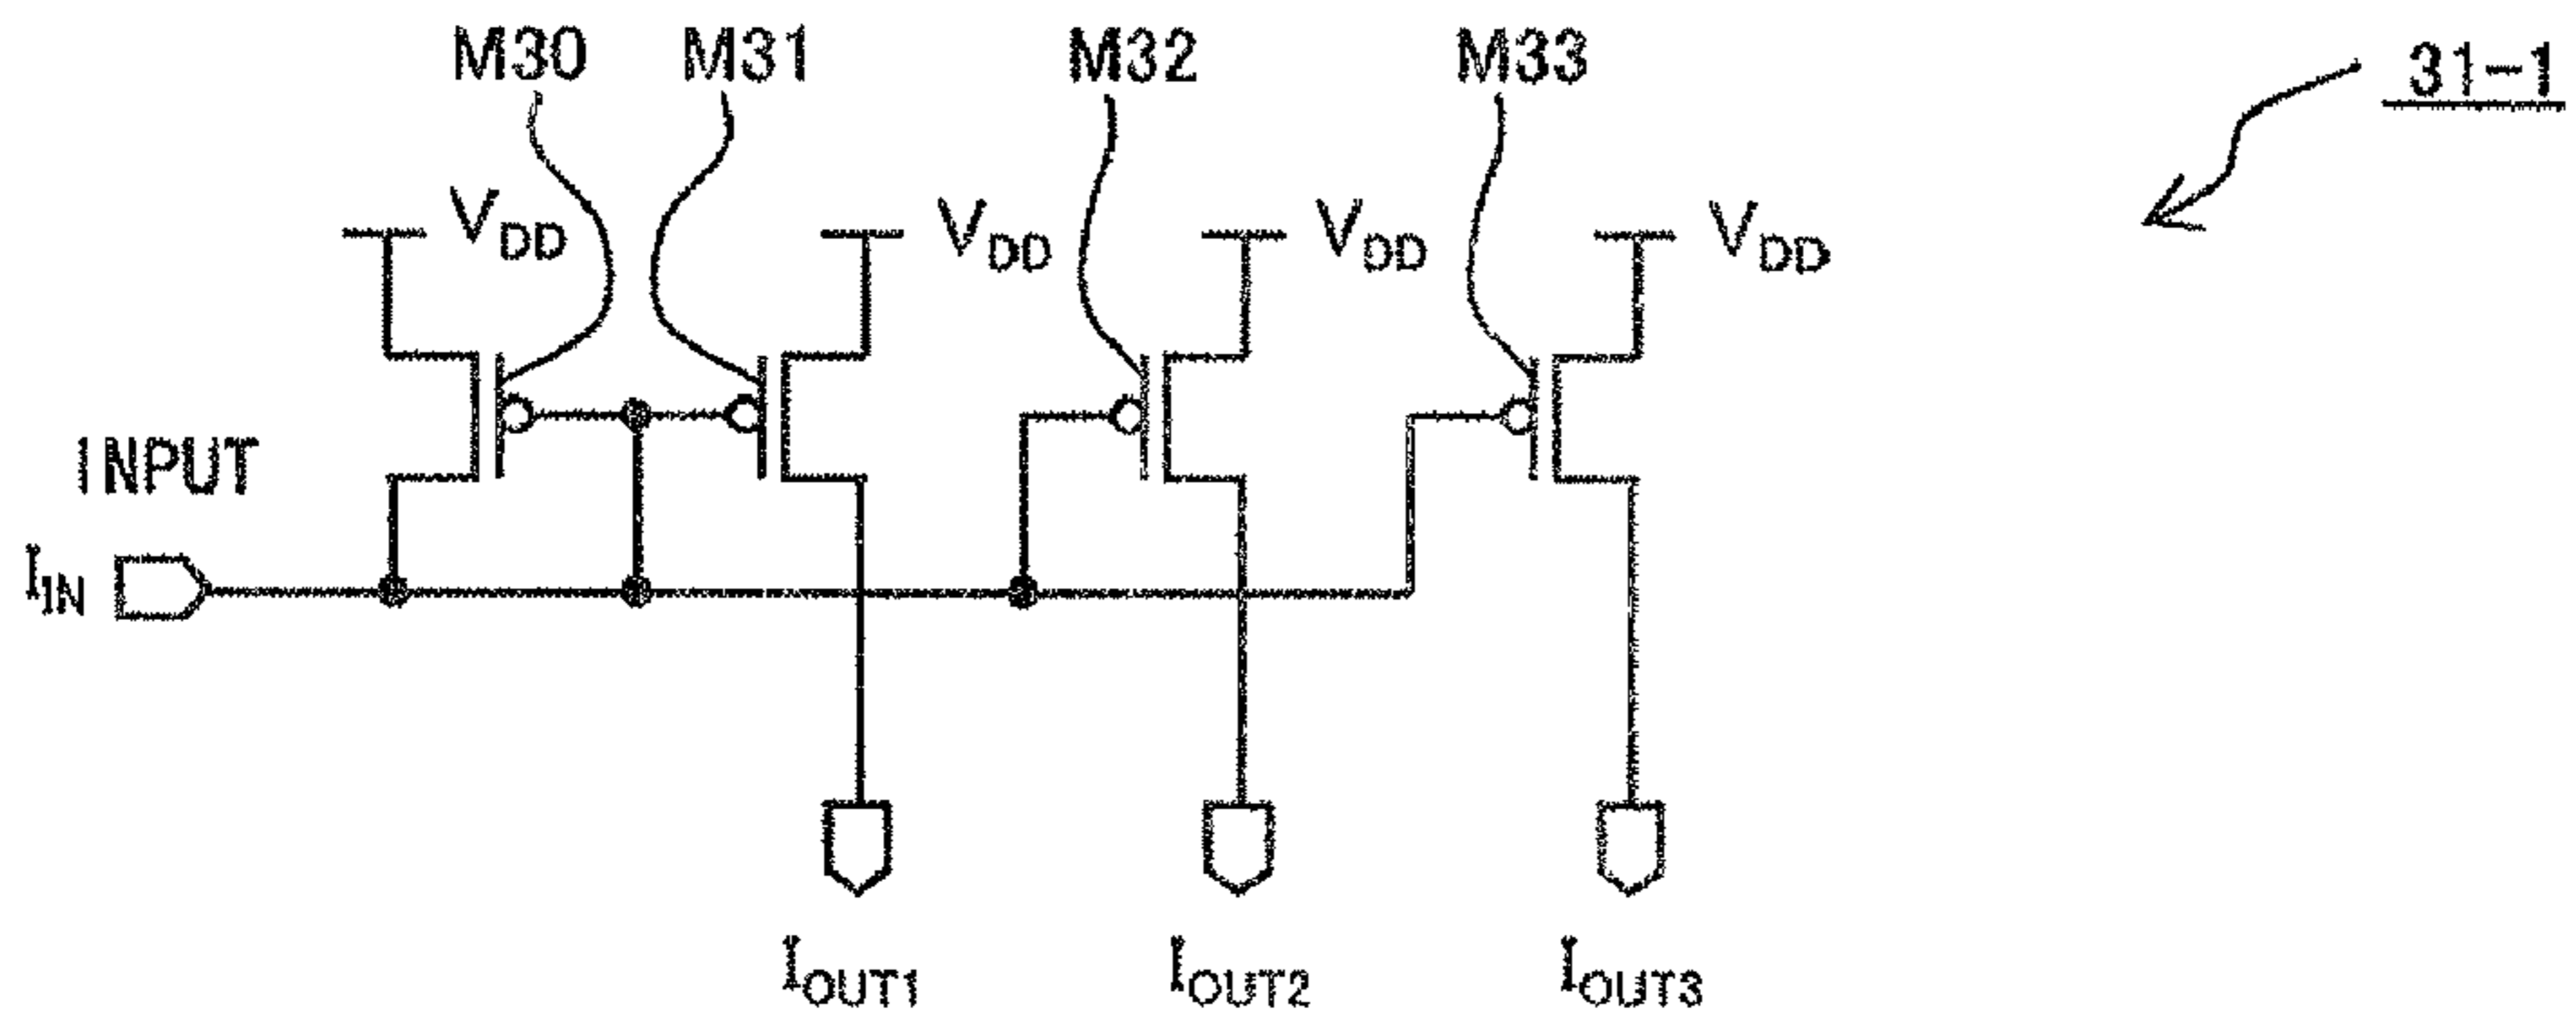 M30 M31 M32 M33 31-1
VDD VDD VDD VDD
INPUT
IIN
IOUT1 IOUT2 IOUT3